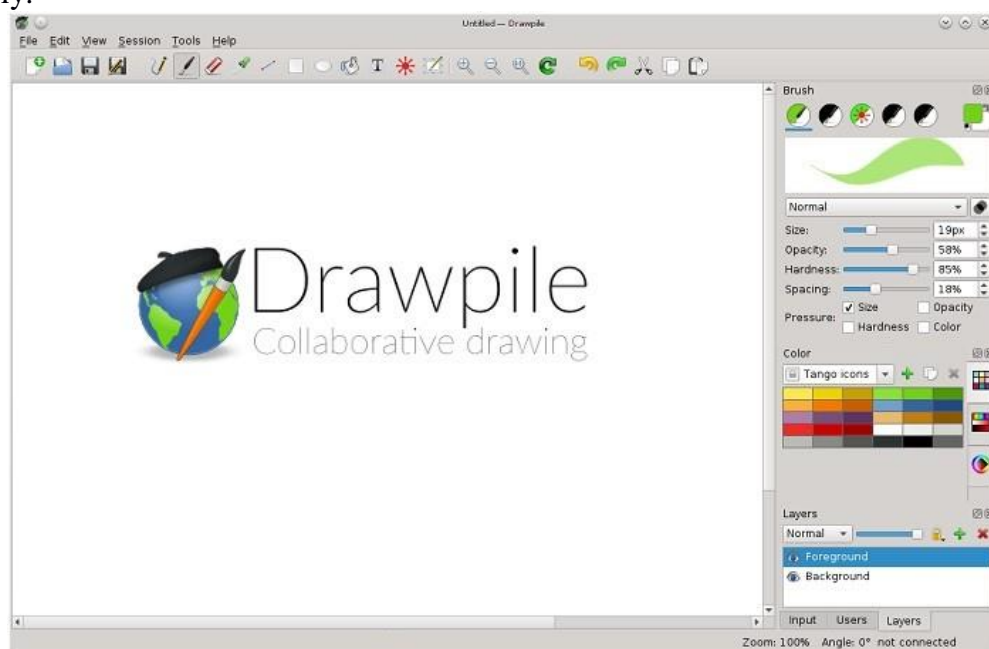 ly.
Untitled — Drawpile
File Edit View Session Tools Help
T
Brush
Normal
Size: 19px
Opacity: 58%
Hardness: 85%
Spacing: 18%
Pressure: Size Opacity
Hardness Color
Color
Tango icons
Drawpile
Collaborative drawing
Layers
Normal
Foreground
Background
Input Users Layers
Zoom: 100% Angle: 0° not connected